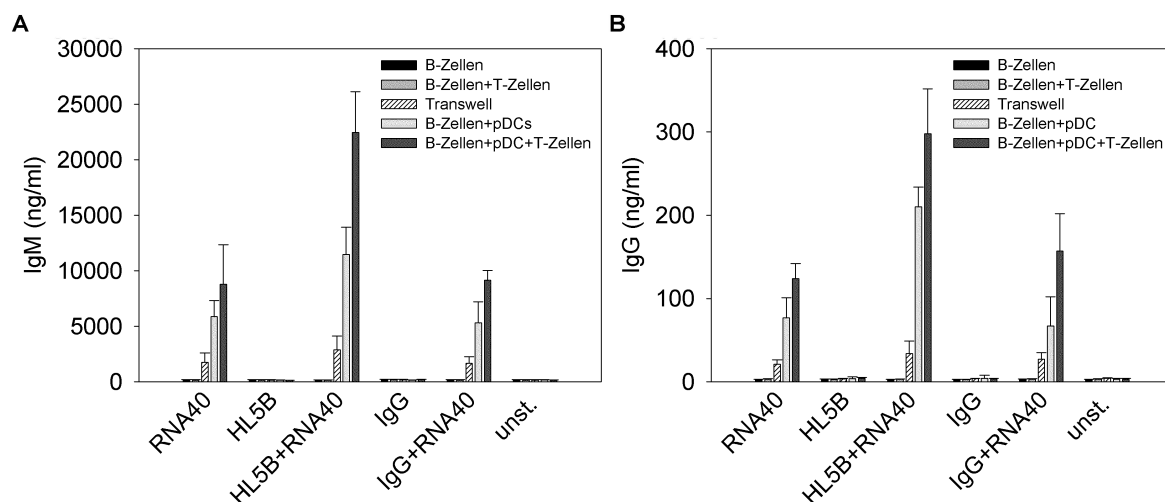 A
IgM (ng/ml)
30000
25000
20000
15000
10000
5000
0
B-Zellen
B-Zellen+T-Zellen
Transwell
B-Zellen+pDCs
B-Zellen+pDC+T-Zellen
RNA40
HL5B
HL5B+RNA40
IgG
IgG+RNA40
unst.
B
IgG (ng/ml)
400
300
200
100
0
B-Zellen
B-Zellen+T-Zellen
Transwell
B-Zellen+pDC
B-Zellen+pDC+T-Zellen
RNA40
HL5B
HL5B+RNA40
IgG
IgG+RNA40
unst.